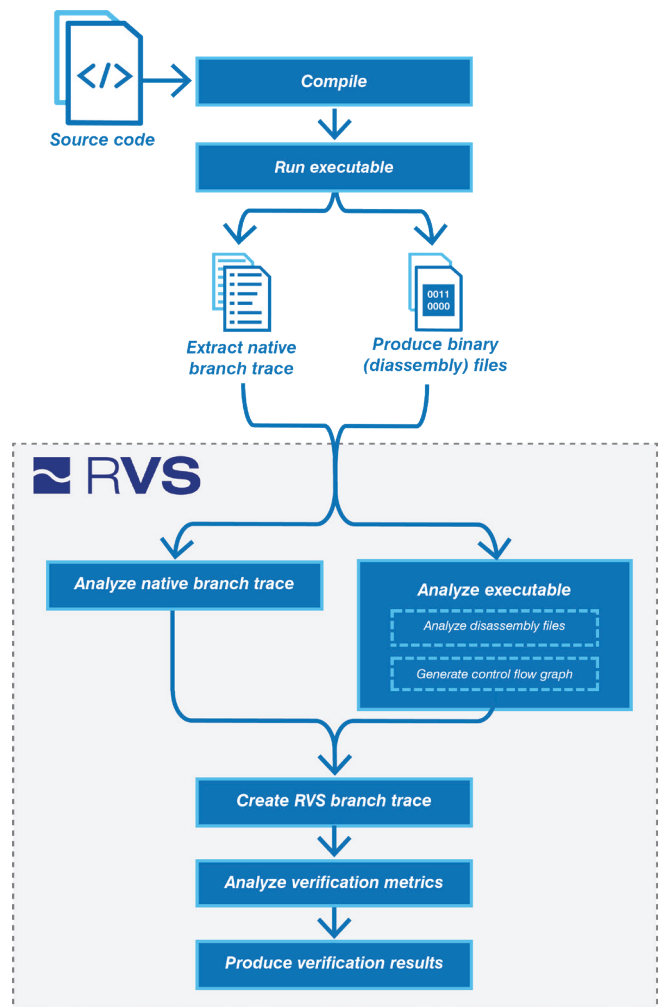 </>
Source code
Compile
Run executable
Extract native
branch trace
0011
0000
Produce binary
(diassembly) files
RVS
Analyze native branch trace
Analyze executable
Analyze disassembly files
Generate control flow graph
Create RVS branch trace
Analyze verification metrics
Produce verification results